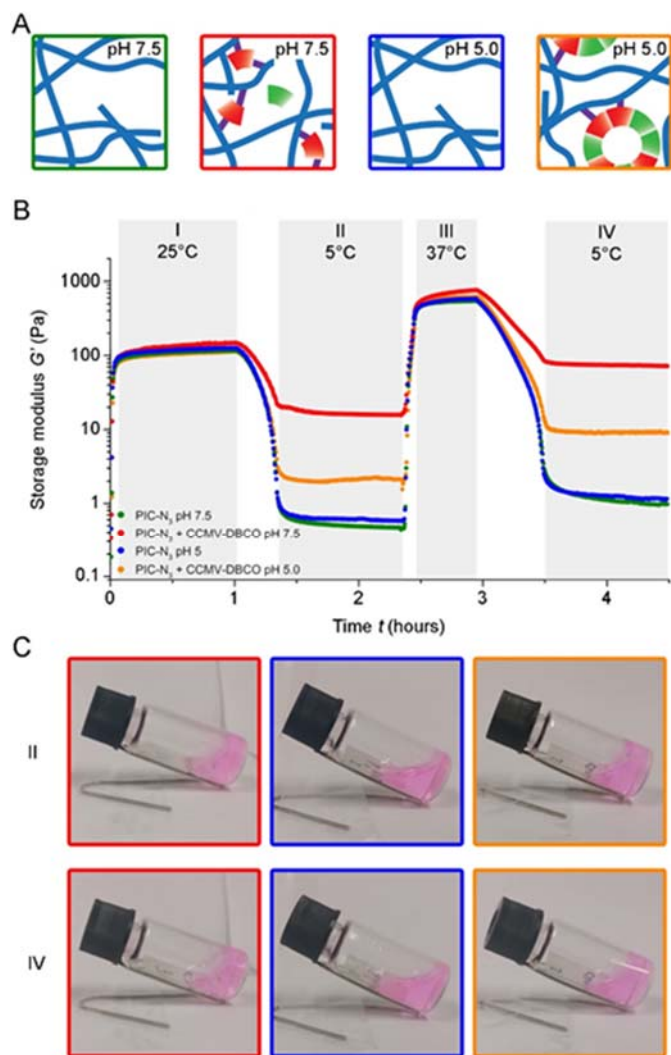 A
pH 7.5
pH 7.5
pH 5.0
pH 5.0
B
I
25°C
II
5°C
III
37°C
IV
5°C
Storage modulus G' (Pa)
1000
100
10
1
0.1
PIC-N₃ pH 7.5
PIC-N₃ + CCMV-DBCO pH 7.5
PIC-N₃ pH 5
PIC-N₃ + CCMV-DBCO pH 5.0
0
1
2
3
4
Time t (hours)
C
II
IV